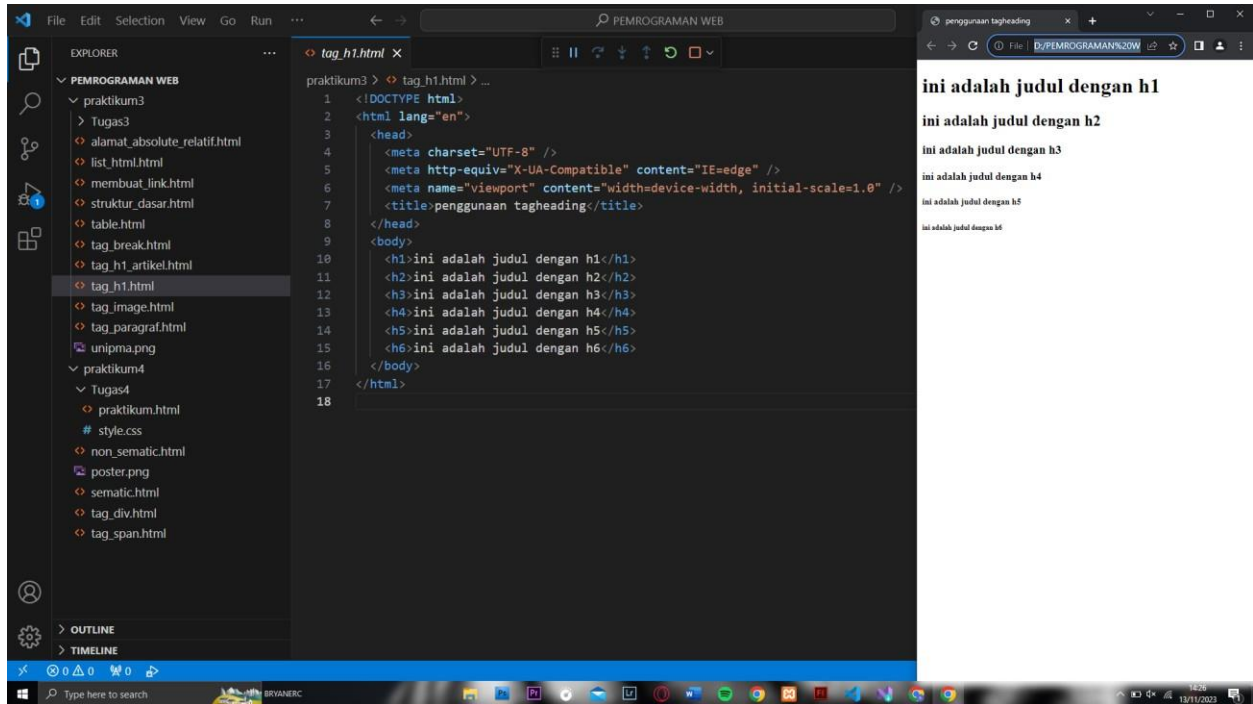 File Edit Selection View Go Run ... PEMROGRAMAN WEB
EXPLORER ...
PEMROGRAMAN WEB
praktikum3
Tugas3
alamat_absolute_relatif.html
list_html.html
membuat_link.html
struktur_dasar.html
table.html
tag_break.html
tag_h1_artikel.html
tag_h1.html
tag_image.html
tag_paragraf.html
unipma.png
praktikum4
Tugas4
praktikum.html
# style.css
non_sematic.html
poster.png
sematic.html
tag_div.html
tag_span.html
OUTLINE
TIMELINE
1
tag_h1.html
praktikum3 > tag_h1.html > ...
1 <!DOCTYPE html>
2 <html lang="en">
3 <head>
4 <meta charset="UTF-8" />
5 <meta http-equiv="X-UA-Compatible" content="IE=edge" />
6 <meta name="viewport" content="width=device-width, initial-scale=1.0" />
7 <title>penggunaan tagheading</title>
8 </head>
9 <body>
10 <h1>ini adalah judul dengan h1</h1>
11 <h2>ini adalah judul dengan h2</h2>
12 <h3>ini adalah judul dengan h3</h3>
13 <h4>ini adalah judul dengan h4</h4>
14 <h5>ini adalah judul dengan h5</h5>
15 <h6>ini adalah judul dengan h6</h6>
16 </body>
17 </html>
18
0 0 0
penggunaan tagheading
File D:/PEMROGRAMAN%20W
ini adalah judul dengan h1
ini adalah judul dengan h2
ini adalah judul dengan h3
ini adalah judul dengan h4
ini adalah judul dengan h5
ini adalah judul dengan h6
Type here to search BRYANERC Ps Pr Lr 14:26
13/11/2023